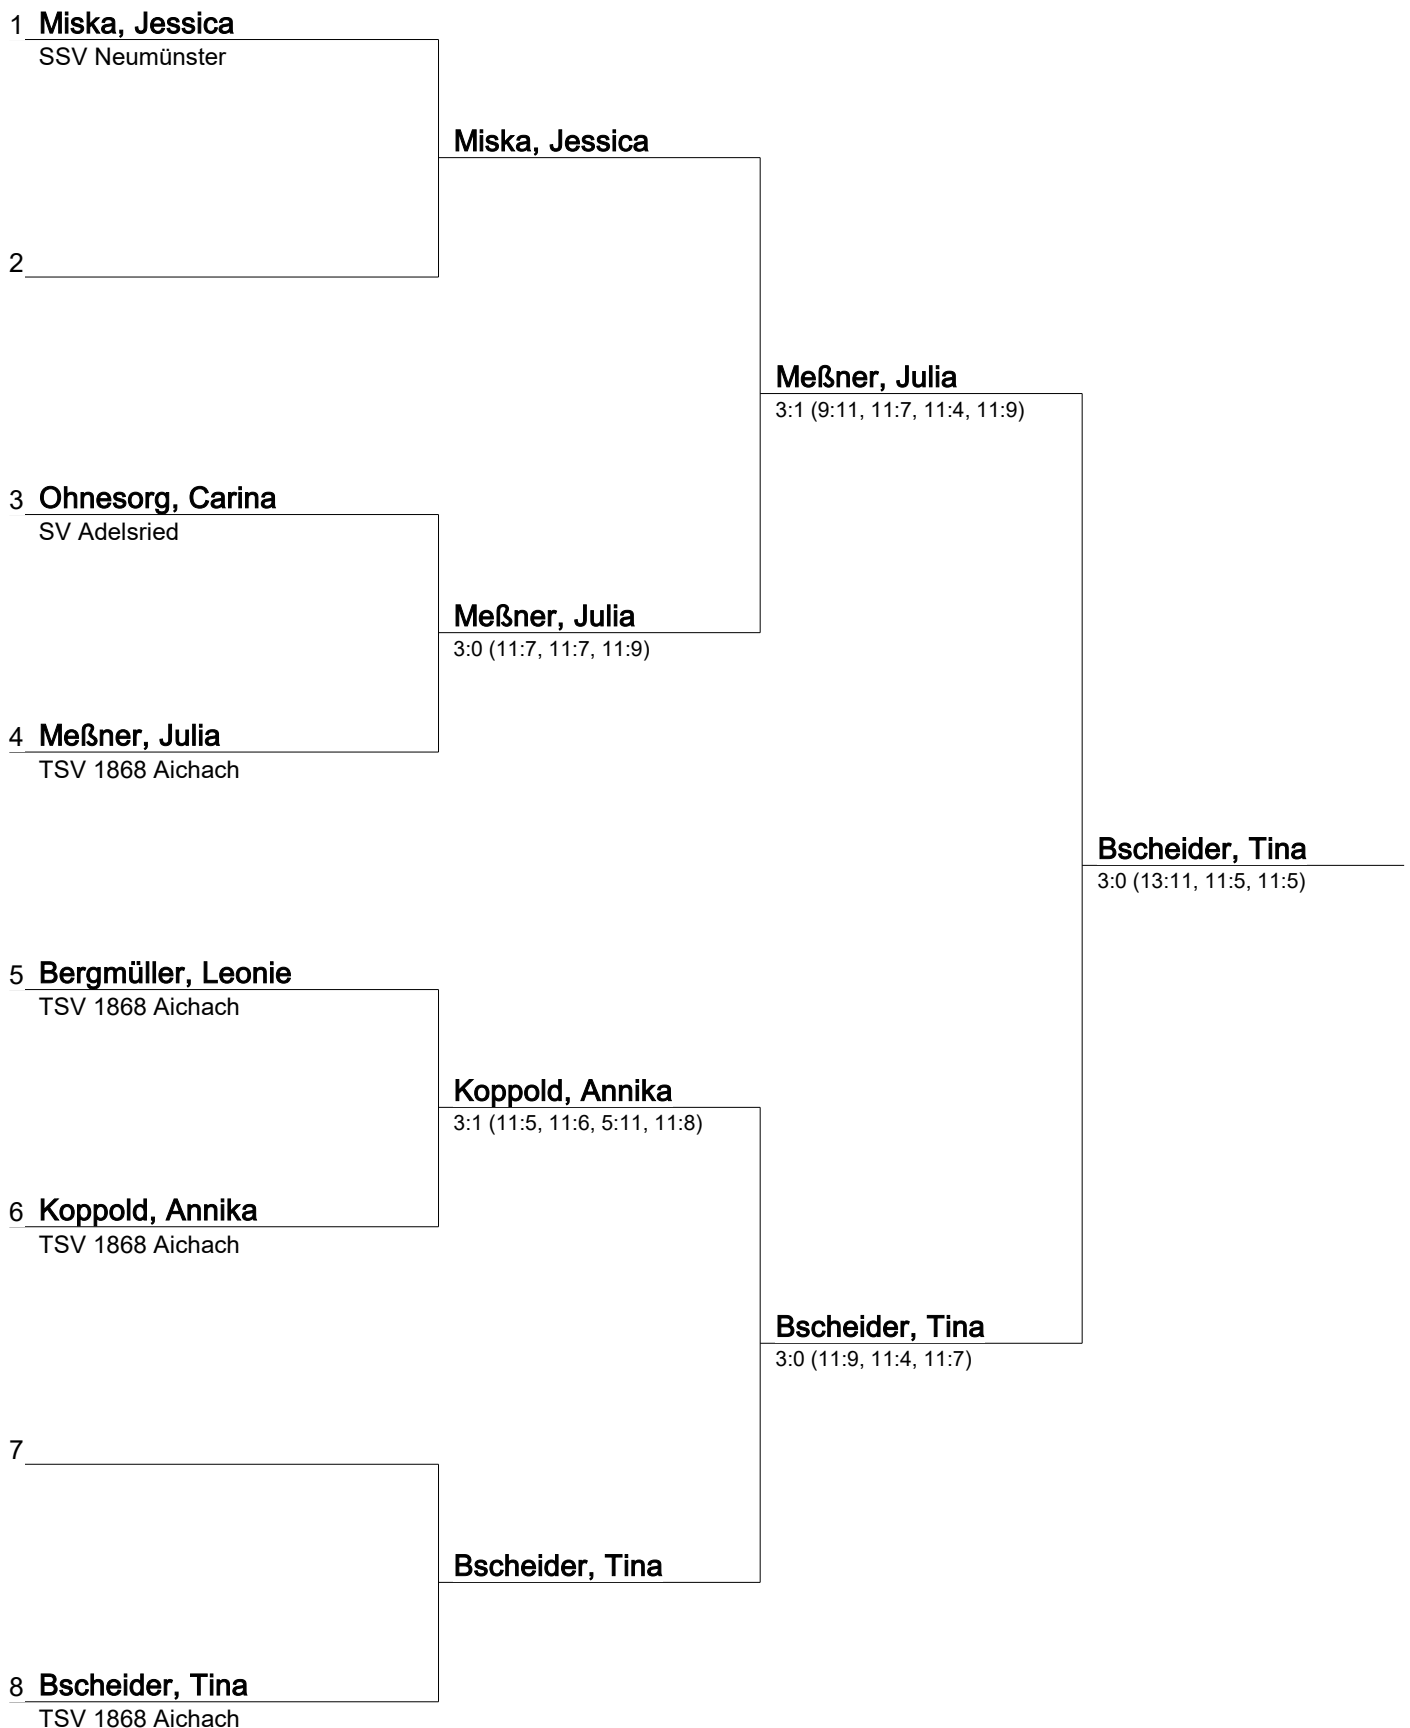 1 Miska, Jessica
SSV Neumünster
Miska, Jessica
2
Meßner, Julia
3:1 (9:11, 11:7, 11:4, 11:9)
3 Ohnesorg, Carina
SV Adelsried
Meßner, Julia
3:0 (11:7, 11:7, 11:9)
4 Meßner, Julia
TSV 1868 Aichach
Bscheider, Tina
3:0 (13:11, 11:5, 11:5)
5 Bergmüller, Leonie
TSV 1868 Aichach
Koppold, Annika
3:1 (11:5, 11:6, 5:11, 11:8)
6 Koppold, Annika
TSV 1868 Aichach
Bscheider, Tina
3:0 (11:9, 11:4, 11:7)
7
Bscheider, Tina
8 Bscheider, Tina
TSV 1868 Aichach